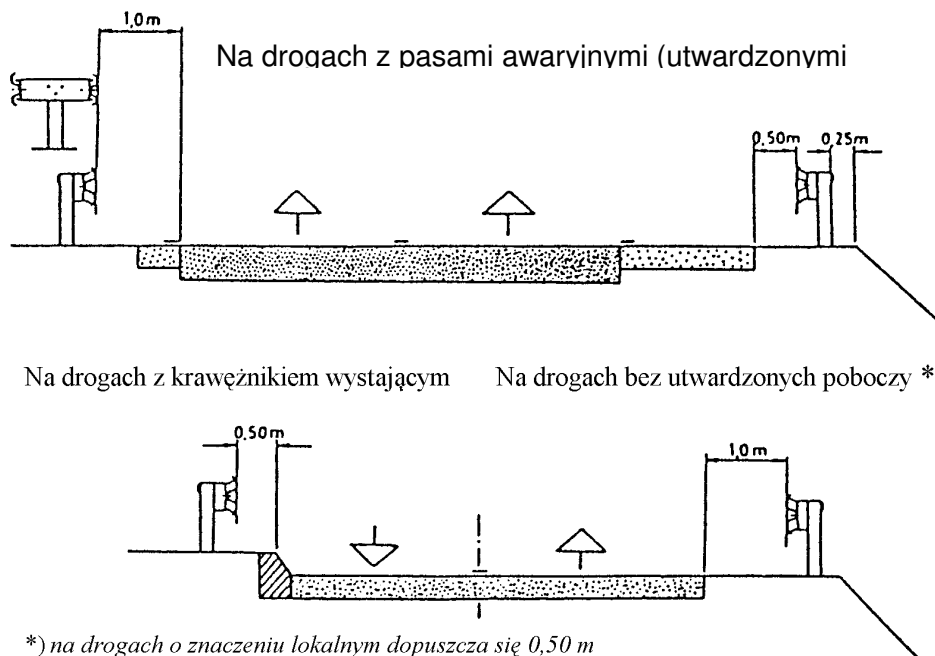 1,0m
Na drogach z pasami awaryjnymi (utwardzonymi
0,50m 0,25m
Na drogach z krawężnikiem wystającym Na drogach bez utwardzonych poboczy *
0,50m
1,0m
*) na drogach o znaczeniu lokalnym dopuszcza się 0,50 m